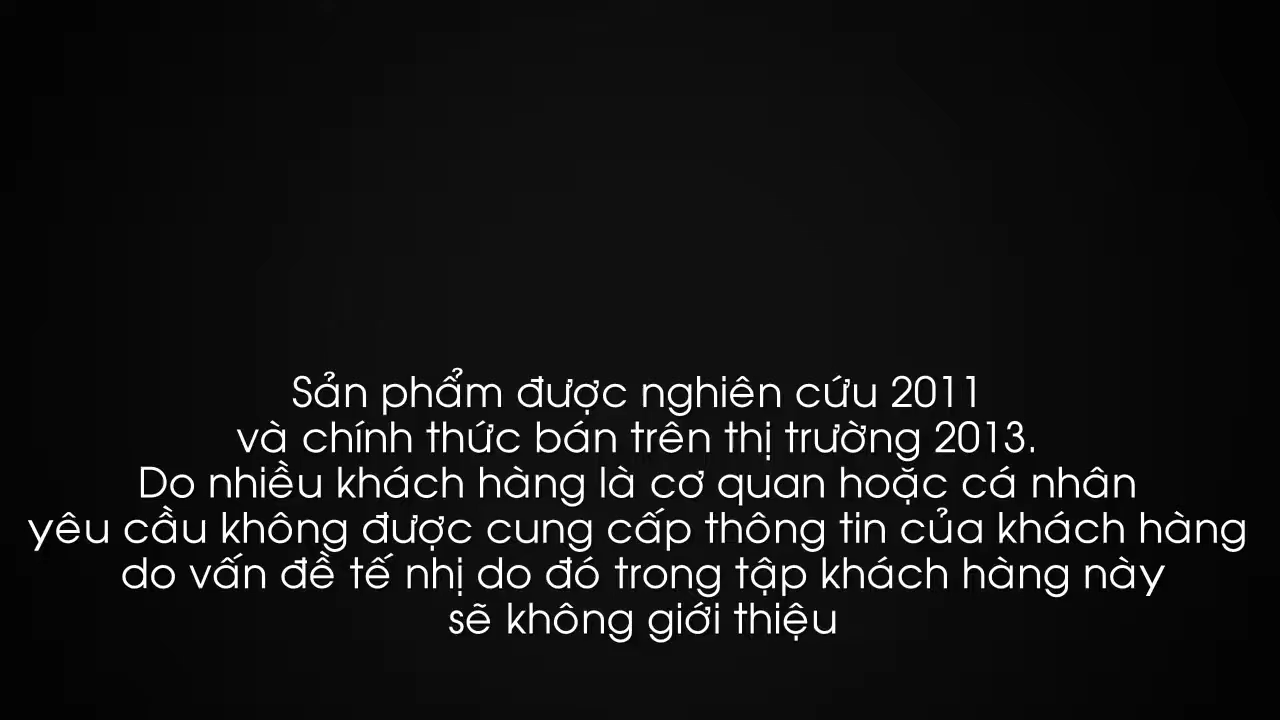 Sản phẩm được nghiên cứu 2011
và chính thức bán trên thị trường 2013.
Do nhiều khách hàng là cơ quan hoặc cá nhân
yêu cầu không được cung cấp thông tin của khách hàng
do vấn đề tế nhị do đó trong tập khách hàng này
sẽ không giới thiệu